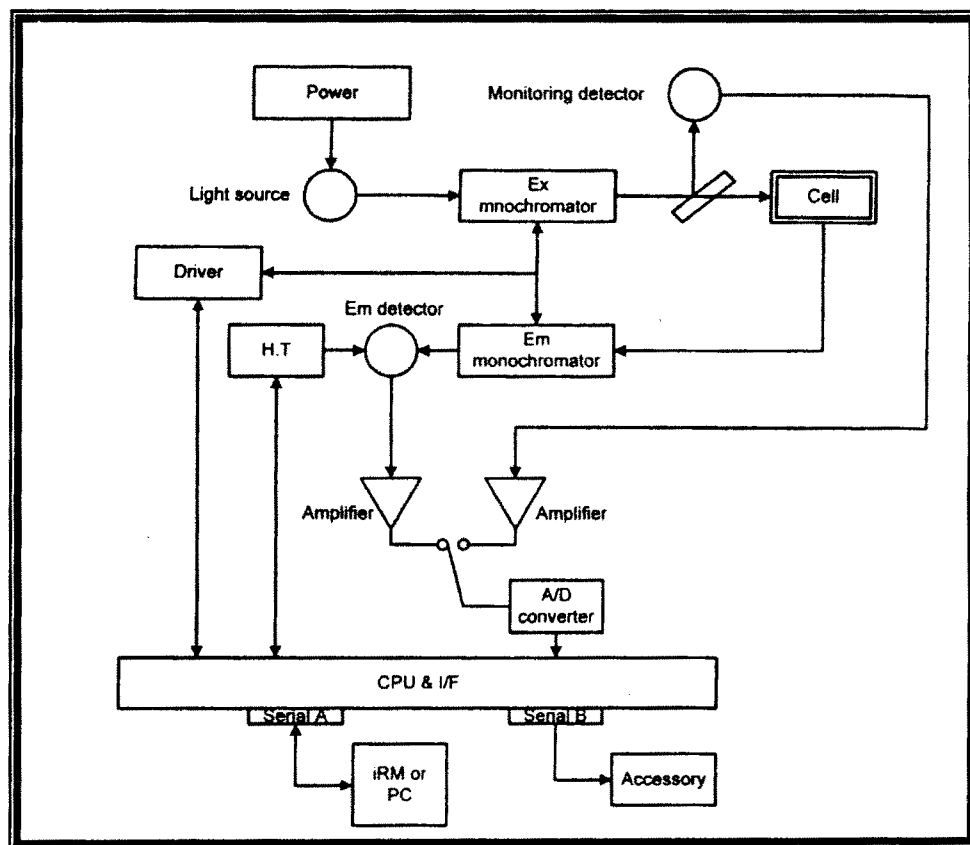 Power
Monitoring detector
Light source
Ex
mnochromator
Cell
Driver
Em detector
H.T
Em
monochromator
Amplifier
Amplifier
A/D
converter
CPU & I/F
Serial A
Serial B
iRM or
PC
Accessory